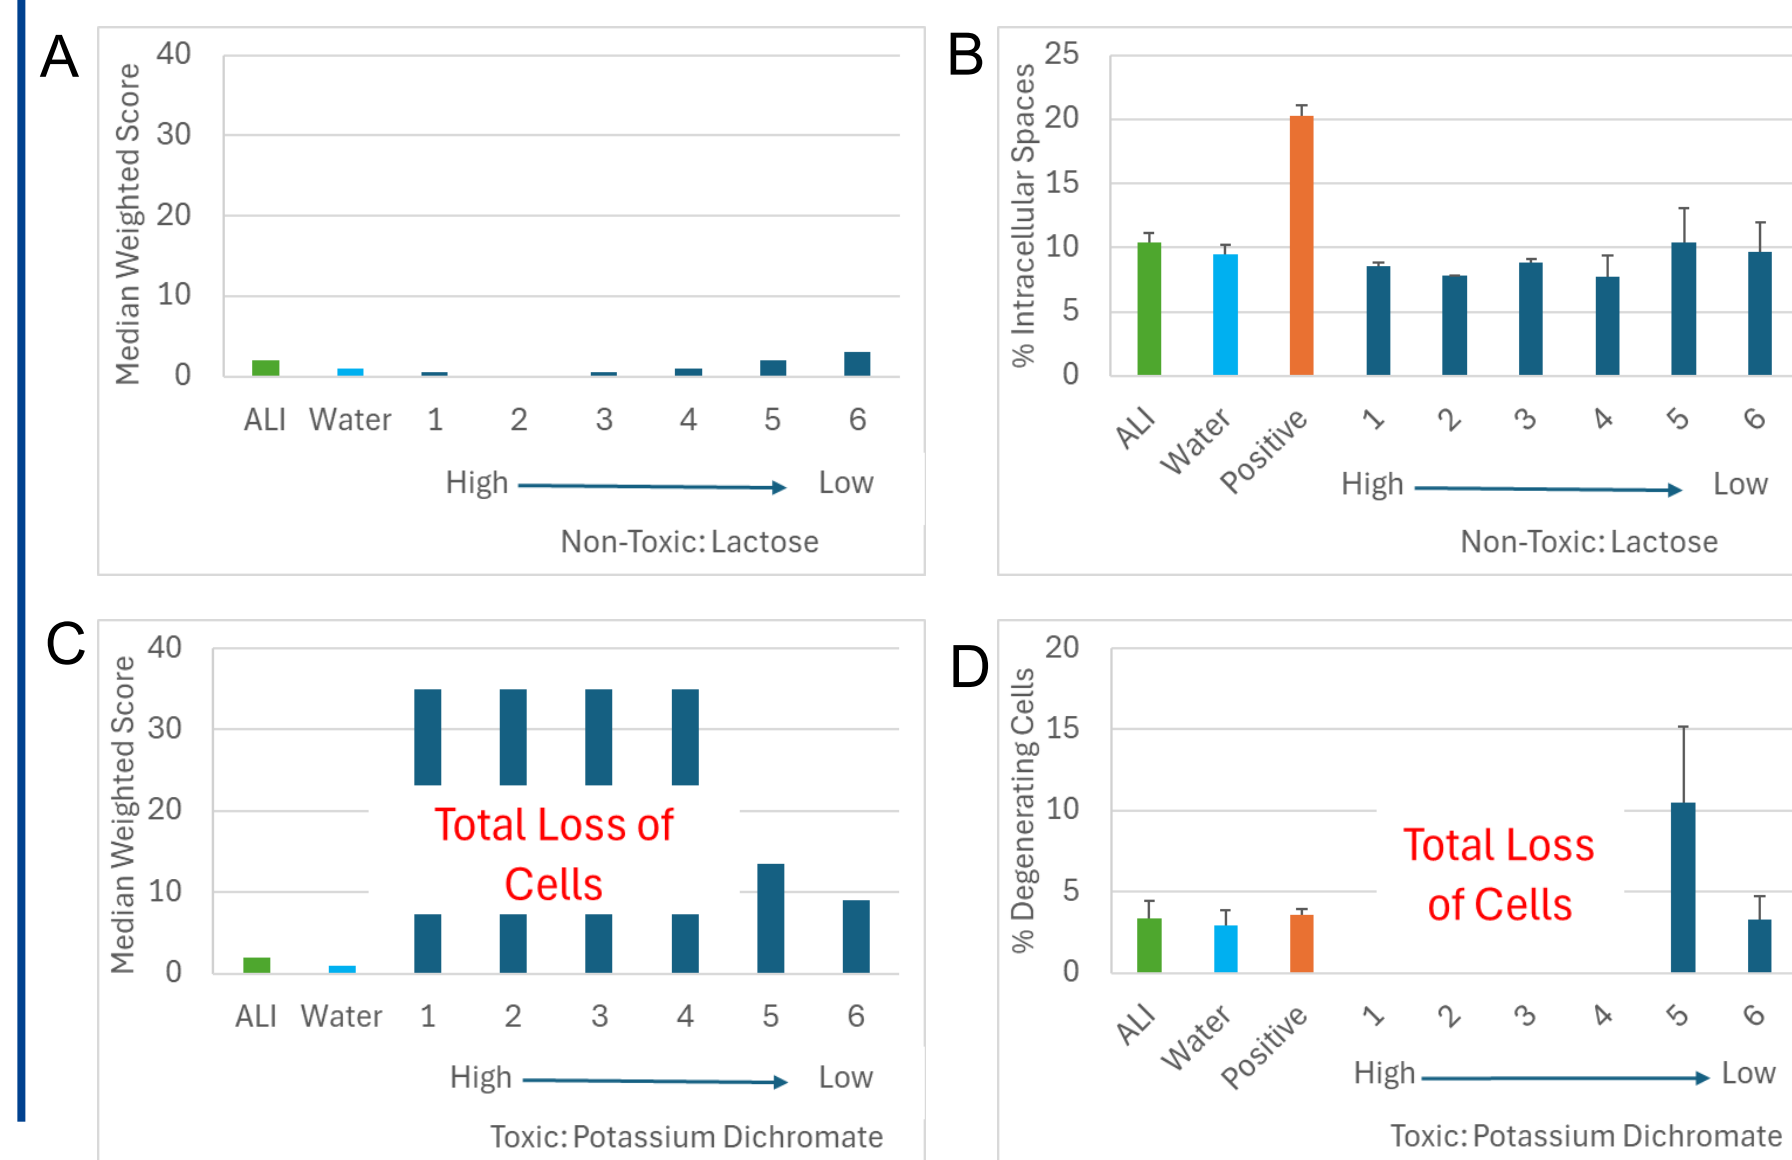 A
Median Weighted Score
40
30
20
10
0
ALI Water 1 2 3 4 5 6
High Low
Non-Toxic: Lactose
B
% Intracellular Spaces
25
20
15
10
5
0
ALI Water Positive 1 2 3 4 5 6
High Low
Non-Toxic: Lactose
C
Median Weighted Score
40
30
20
10
0
Total Loss of
Cells
ALI Water 1 2 3 4 5 6
High Low
Toxic: Potassium Dichromate
D
% Degenerating Cells
20
15
10
5
0
Total Loss
of Cells
ALI Water Positive 1 2 3 4 5 6
High Low
Toxic: Potassium Dichromate